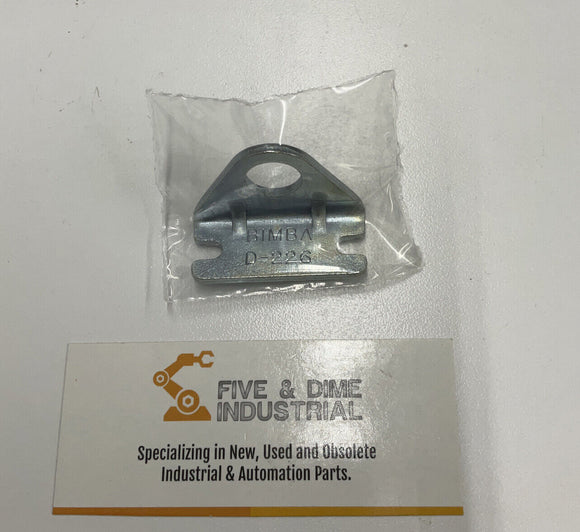 BIMBA
D-226
FIVE & DIME
INDUSTRIAL
Specializing in New, Used and Obsolete
Industrial & Automation Parts.